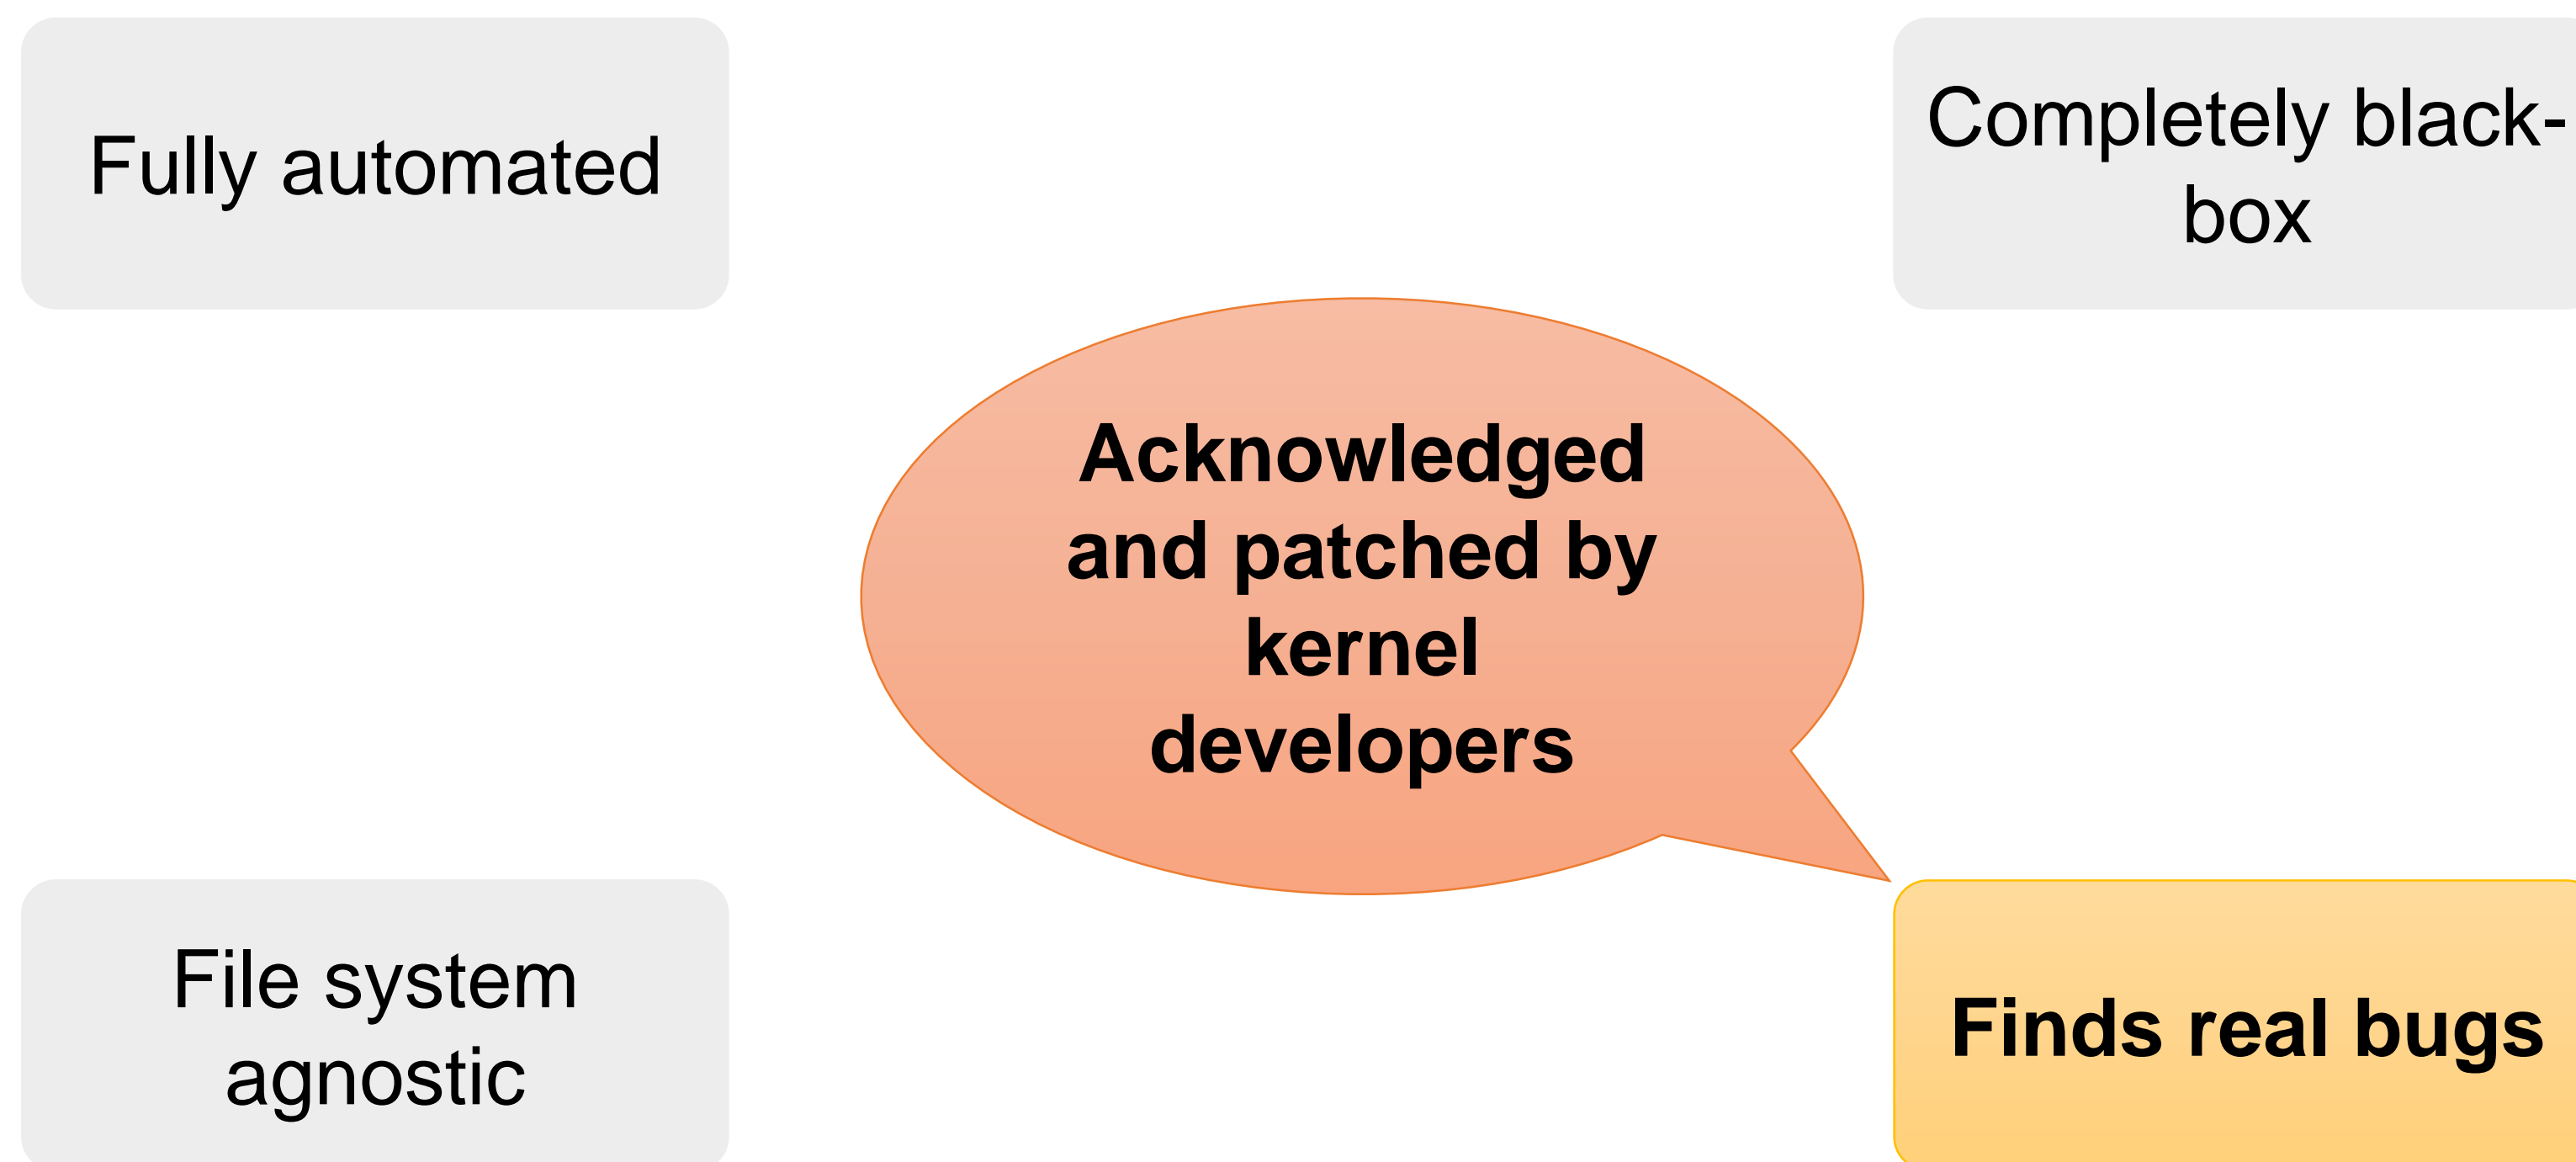 Fully automated
Completely black-
box
Acknowledged
and patched by
kernel
developers
File system
agnostic
Finds real bugs